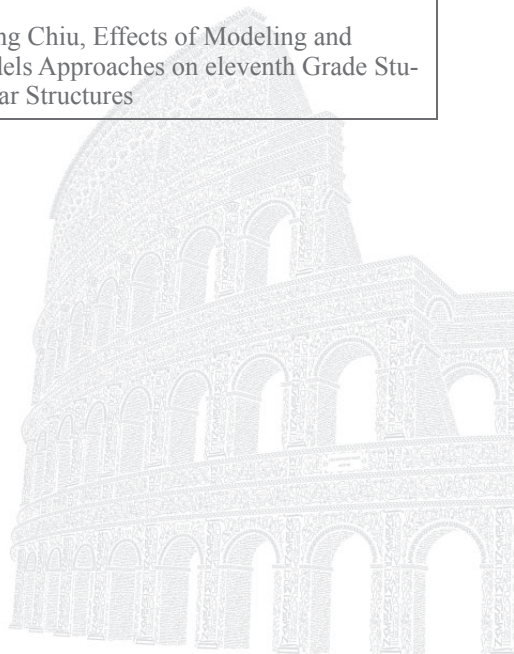 ng Chiu, Effects of Modeling and
dels Approaches on eleventh Grade Stu-
ar Structures